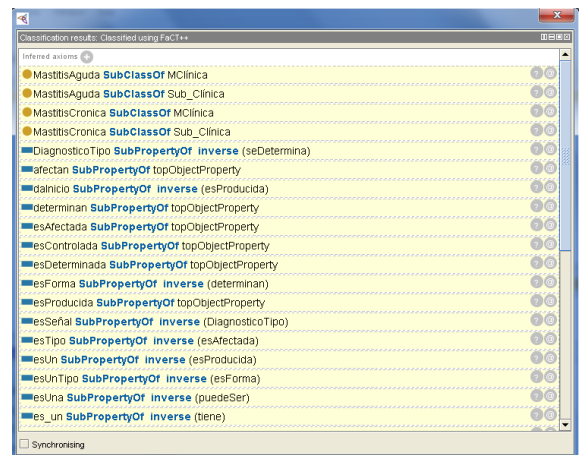 Classification results: Classified using FaCT++
Inferred axioms
MastitisAguda SubClassOf MClínica
MastitisAguda SubClassOf Sub_Clínica
MastitisCronica SubClassOf MClínica
MastitisCronica SubClassOf Sub_Clínica
DiagnosticoTipo SubPropertyOf inverse (seDetermina)
afectan SubPropertyOf topObjectProperty
daInicio SubPropertyOf inverse (esProducida)
determinan SubPropertyOf topObjectProperty
esAfectada SubPropertyOf topObjectProperty
esControlada SubPropertyOf topObjectProperty
esDeterminada SubPropertyOf topObjectProperty
esForma SubPropertyOf inverse (determinan)
esProducida SubPropertyOf topObjectProperty
esSeñal SubPropertyOf inverse (DiagnosticoTipo)
esTipo SubPropertyOf inverse (esAfectada)
esUn SubPropertyOf inverse (esProducida)
esUnTipo SubPropertyOf inverse (esForma)
esUna SubPropertyOf inverse (puedeSer)
es_un SubPropertyOf inverse (tiene)
Synchronising